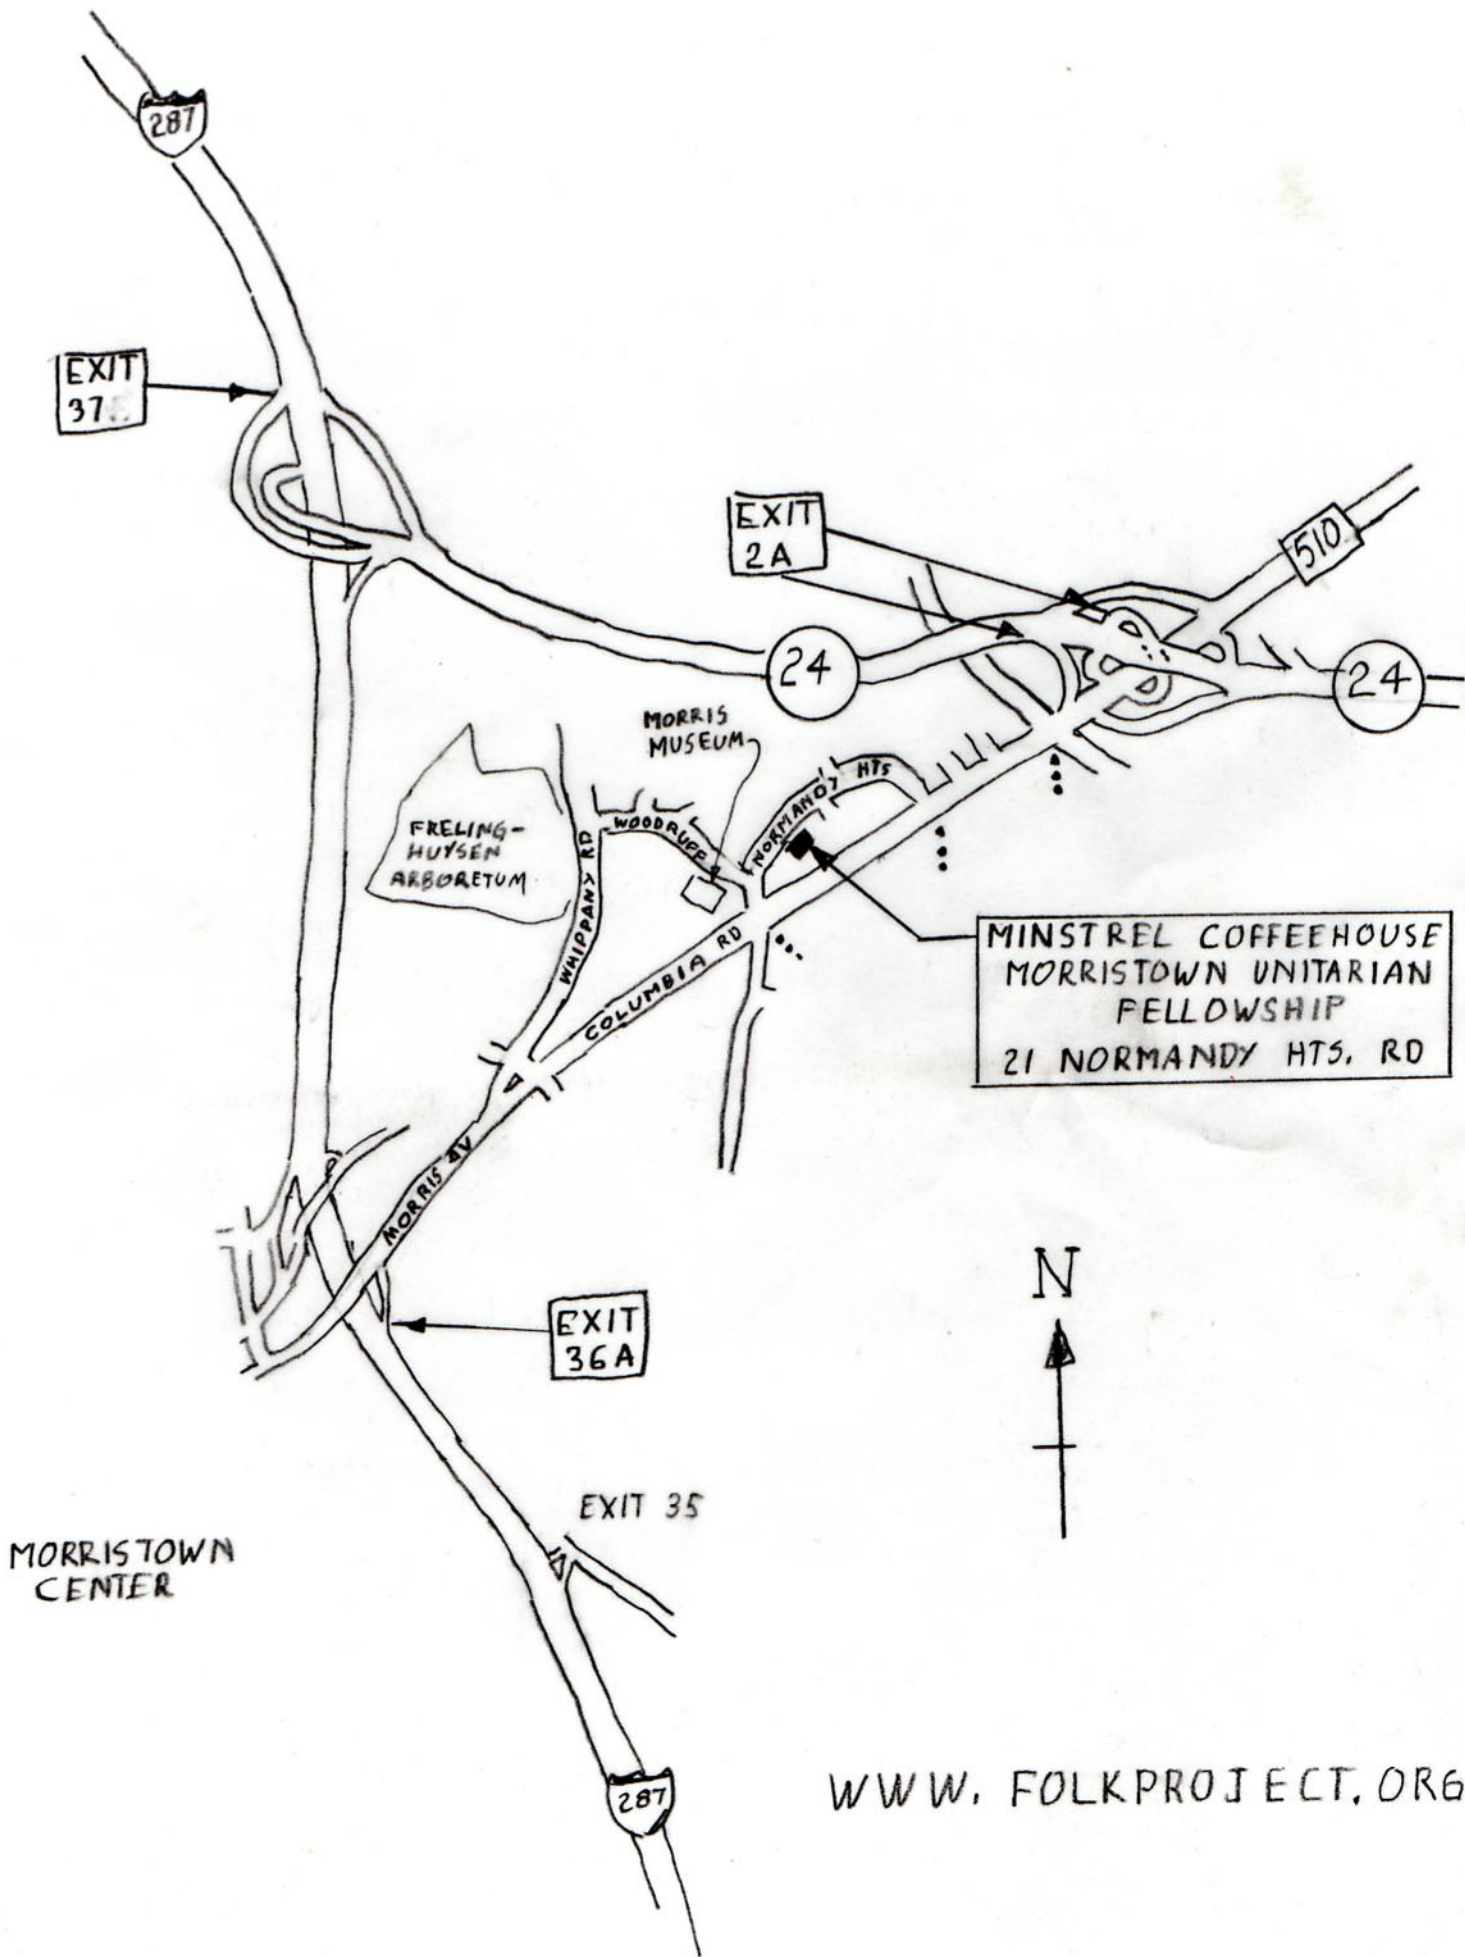 287
EXIT
37
EXIT
2A
510
24
24
MORRIS
MUSEUM
NORMANDY HTS
WOODRUFF
FRELING-
HUYSEN
ARBORETUM
WHIPPANY RD
COLUMBIA RD
MINSTREL COFFEEHOUSE
MORRISTOWN UNITARIAN
FELLOWSHIP
21 NORMANDY HTS. RD
MORRIS AV
N
EXIT
36A
EXIT 35
MORRISTOWN
CENTER
287
WWW.FOLKPROJECT.ORG